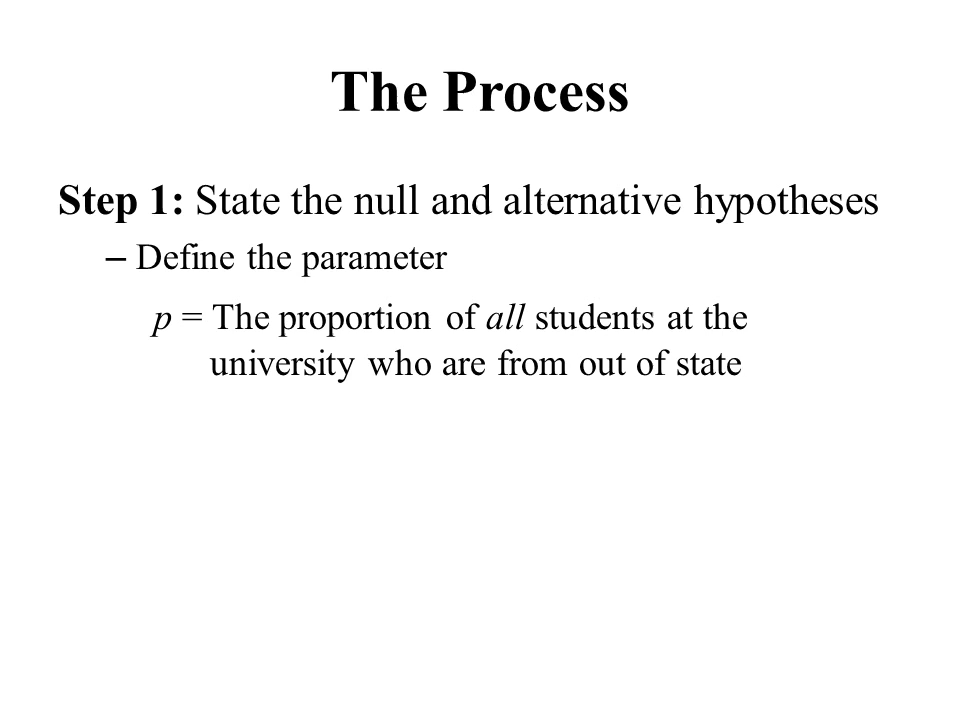 The Process
Step 1: State the null and alternative hypotheses
– Define the parameter
p = The proportion of all students at the
university who are from out of state